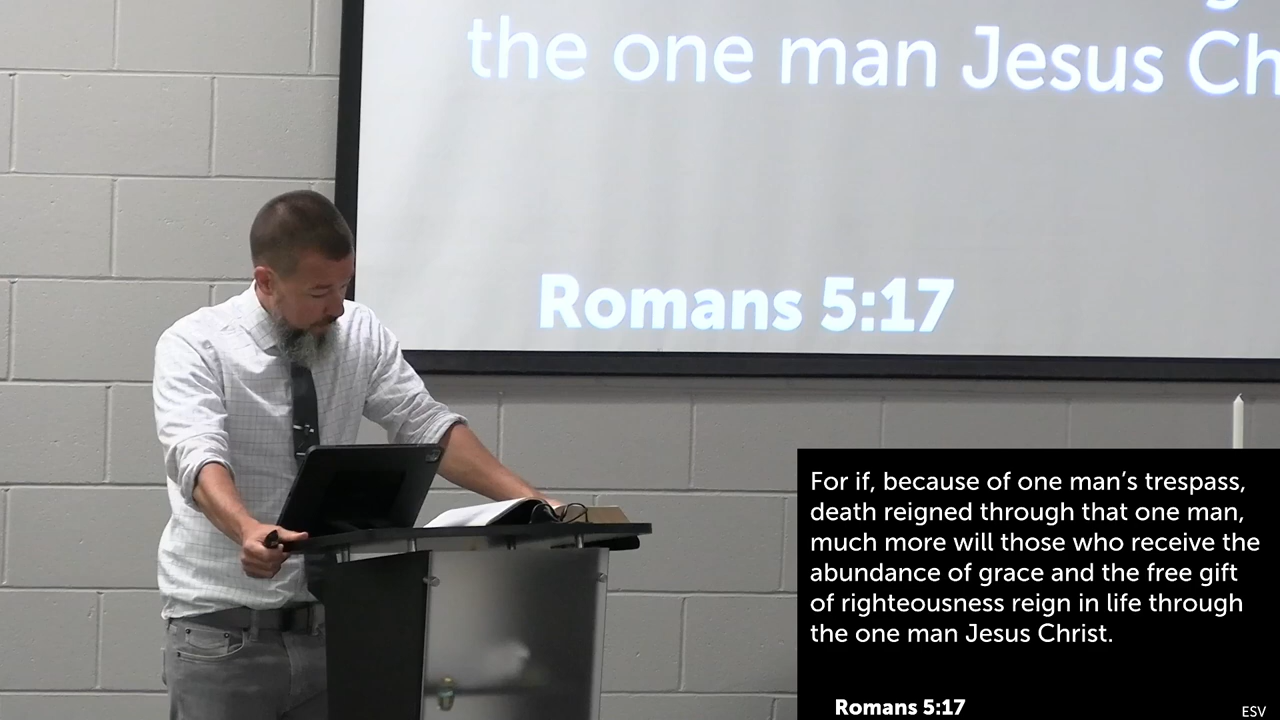 the one man Jesus Ch
Romans 5:17
For if, because of one man’s trespass,
death reigned through that one man,
much more will those who receive the
abundance of grace and the free gift
of righteousness reign in life through
the one man Jesus Christ.
Romans 5:17
ESV